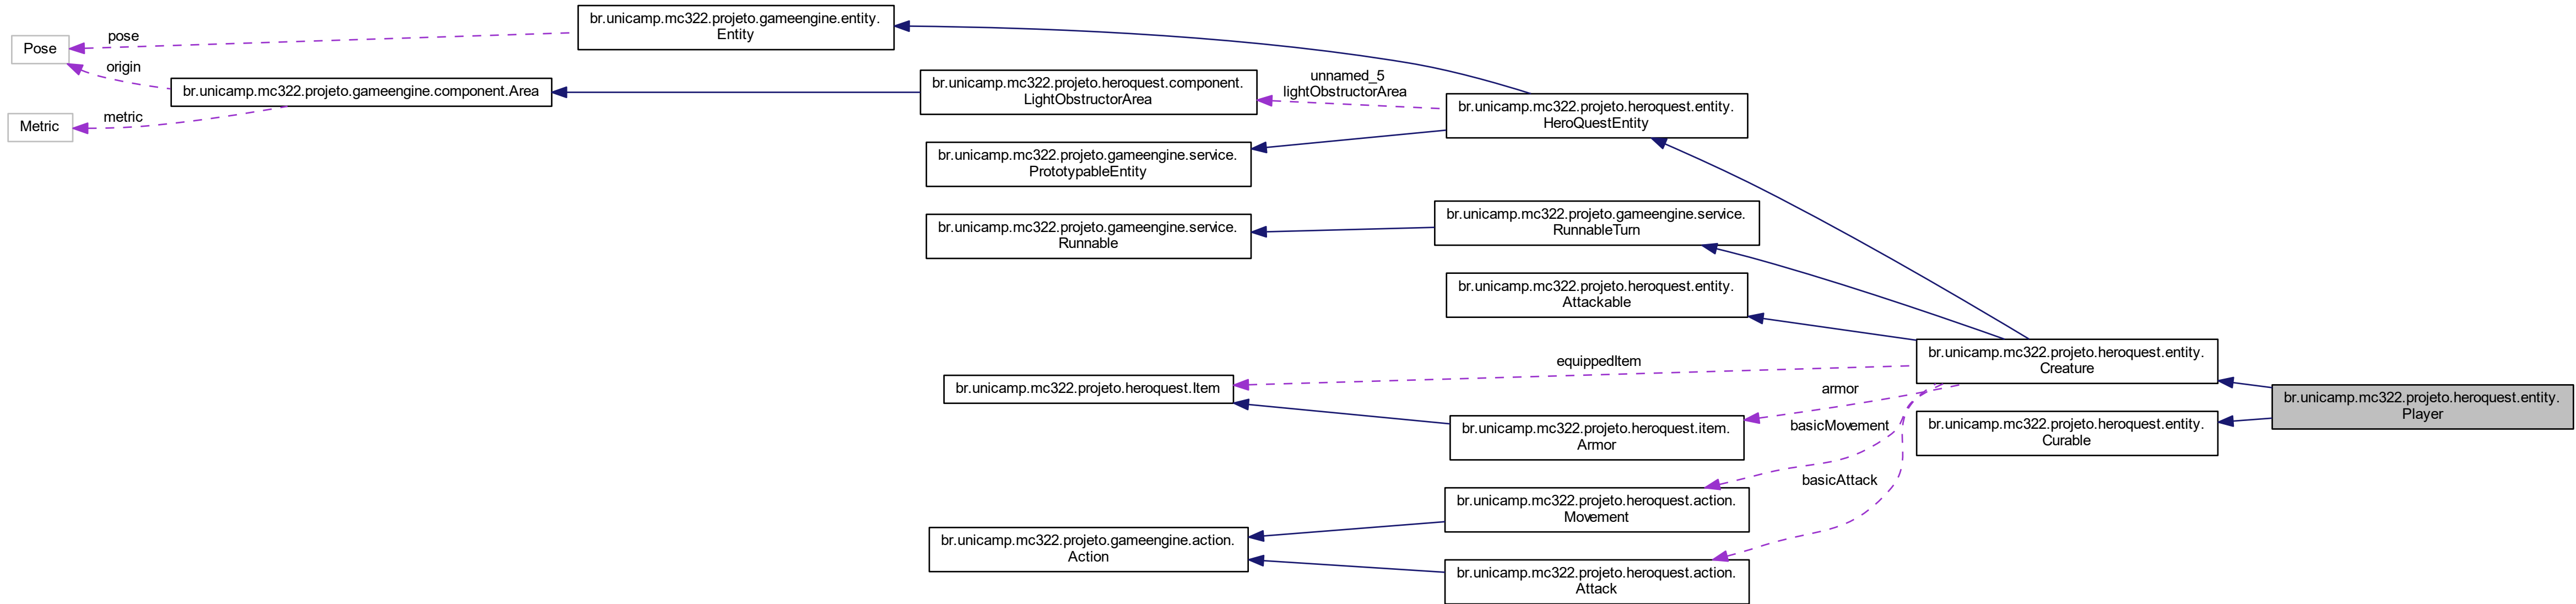 br.unicamp.mc322.projeto.gameengine.entity.
Entity
pose
Pose
origin
br.unicamp.mc322.projeto.gameengine.component.Area
metric
Metric
br.unicamp.mc322.projeto.heroquest.component.
LightObstructorArea
unnamed_5
lightObstructorArea
br.unicamp.mc322.projeto.heroquest.entity.
HeroQuestEntity
br.unicamp.mc322.projeto.gameengine.service.
PrototypableEntity
br.unicamp.mc322.projeto.gameengine.service.
Runnable
br.unicamp.mc322.projeto.gameengine.service.
RunnableTurn
br.unicamp.mc322.projeto.heroquest.entity.
Attackable
equippedItem
br.unicamp.mc322.projeto.heroquest.entity.
Creature
br.unicamp.mc322.projeto.heroquest.Item
armor
br.unicamp.mc322.projeto.heroquest.entity.
Player
br.unicamp.mc322.projeto.heroquest.item.
Armor
basicMovement
br.unicamp.mc322.projeto.heroquest.entity.
Curable
basicAttack
br.unicamp.mc322.projeto.heroquest.action.
Movement
br.unicamp.mc322.projeto.gameengine.action.
Action
br.unicamp.mc322.projeto.heroquest.action.
Attack